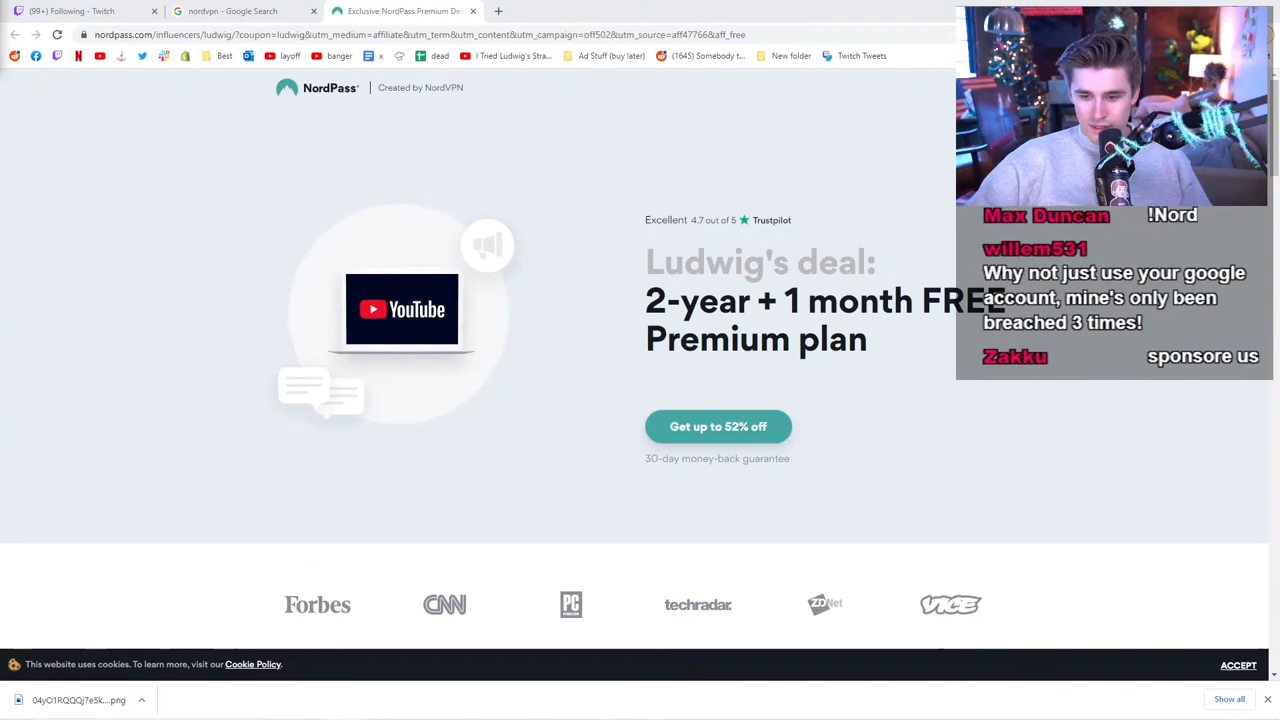 (99+) Following - Twitch
nordvpn - Google Search
Exclusive NordPass Premium De
nordpass.com/influencers/ludwig/?coupon=ludwig&utm_medium=affiliate&utm_term&utm_content&utm_campaign=off502&utm_source=aff47766&aff_free
Best
layoff
banger
x
dead
I Tried Ludwig's Stra...
Ad Stuff (buy later)
(1645) Somebody t...
New folder
Twitch Tweets
NordPass
Created by NordVPN
Excellent 4.7 out of 5 Trustpilot
Ludwig's deal:
2-year + 1 month FREE
Premium plan
YouTube
Get up to 52% off
30-day money-back guarantee
Max Duncan !Nord
willem531
Why not just use your google
account, mine's only been
breached 3 times!
Zakku sponsore us
Forbes
CNN
PC
techradar.
ZDNet
VICE
This website uses cookies. To learn more, visit our Cookie Policy.
ACCEPT
04yO1RQQQj7e5k....png
Show all